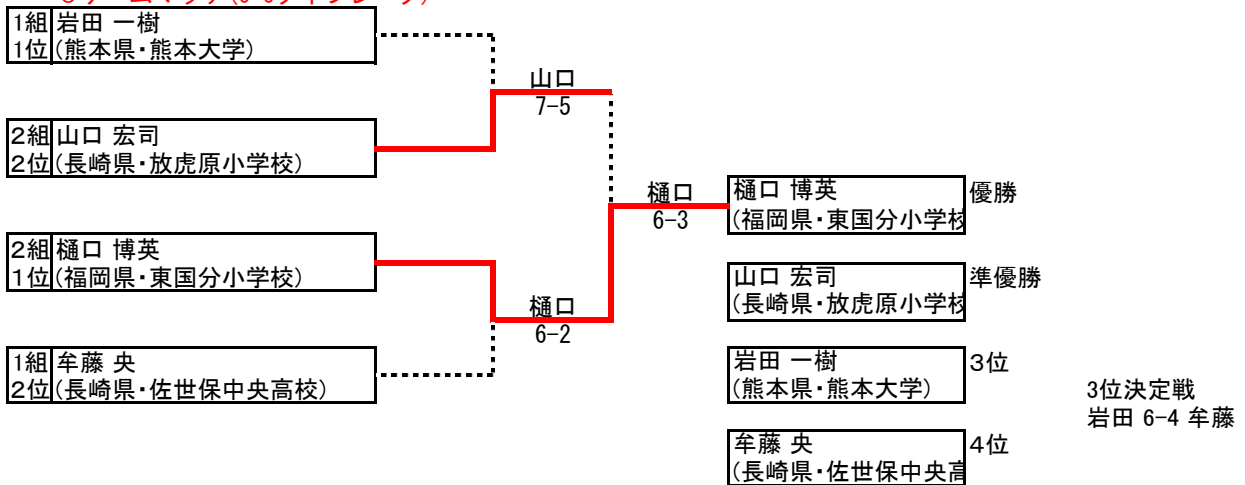 1組 岩田 一樹
1位 (熊本県・熊本大学)
山口
7-5
2組 山口 宏司
2位 (長崎県・放虎原小学校)
樋口
6-3
樋口 博英 優勝
(福岡県・東国分小学校
2組 樋口 博英
1位 (福岡県・東国分小学校)
山口 宏司 準優勝
(長崎県・放虎原小学校
樋口
6-2
1組 牟藤 央
2位 (長崎県・佐世保中央高校)
岩田 一樹 3位
(熊本県・熊本大学)
3位決定戦
岩田 6-4 牟藤
牟藤 央 4位
(長崎県・佐世保中央高